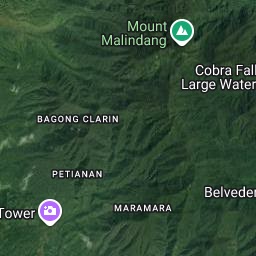 Mount
Malindang
Cobra Fall
Large Water
BAGONG CLARIN
PETIANAN
Belveder
Tower
MARAMARA